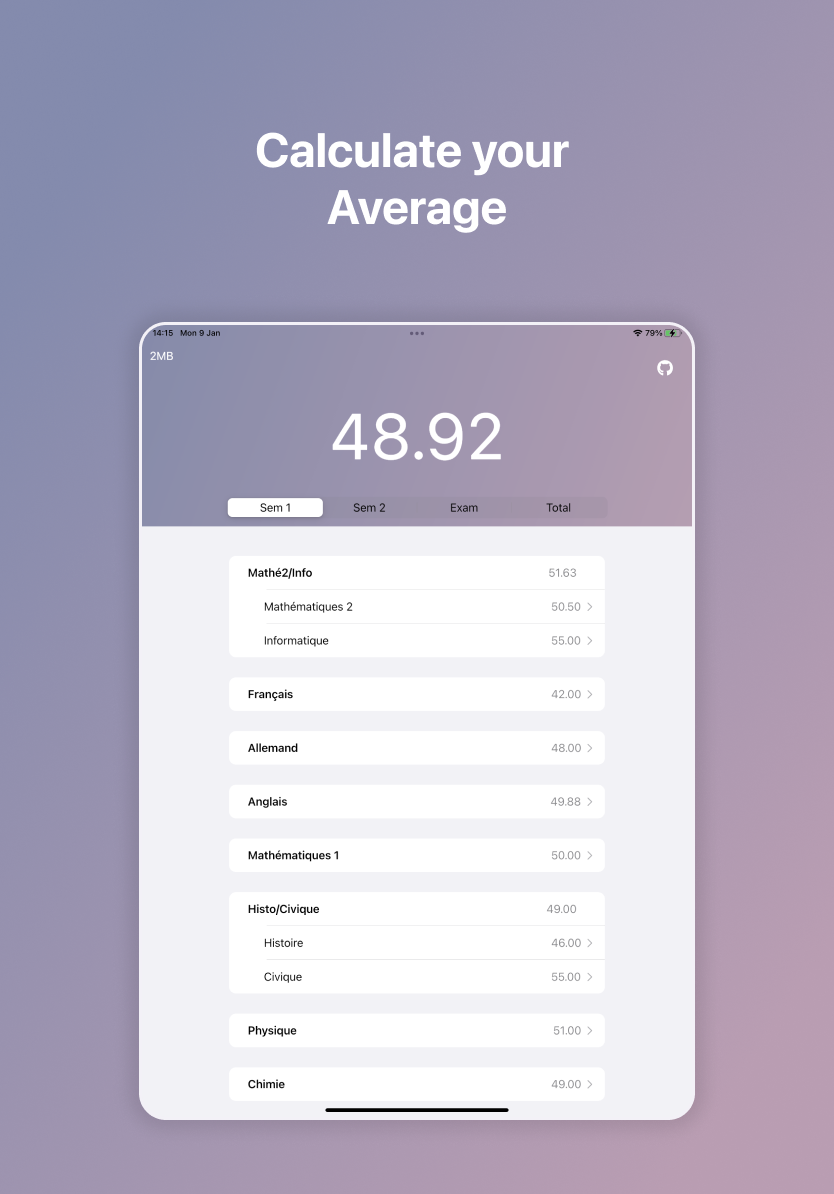 Calculate your
Average
14:15 Mon 9 Jan
79%
2MB
48.92
Sem 1 Sem 2 Exam Total
Mathé2/Info 51.63
Mathématiques 2 50.50
Informatique 55.00
Français 42.00
Allemand 48.00
Anglais 49.88
Mathématiques 1 50.00
Histo/Civique 49.00
Histoire 46.00
Civique 55.00
Physique 51.00
Chimie 49.00